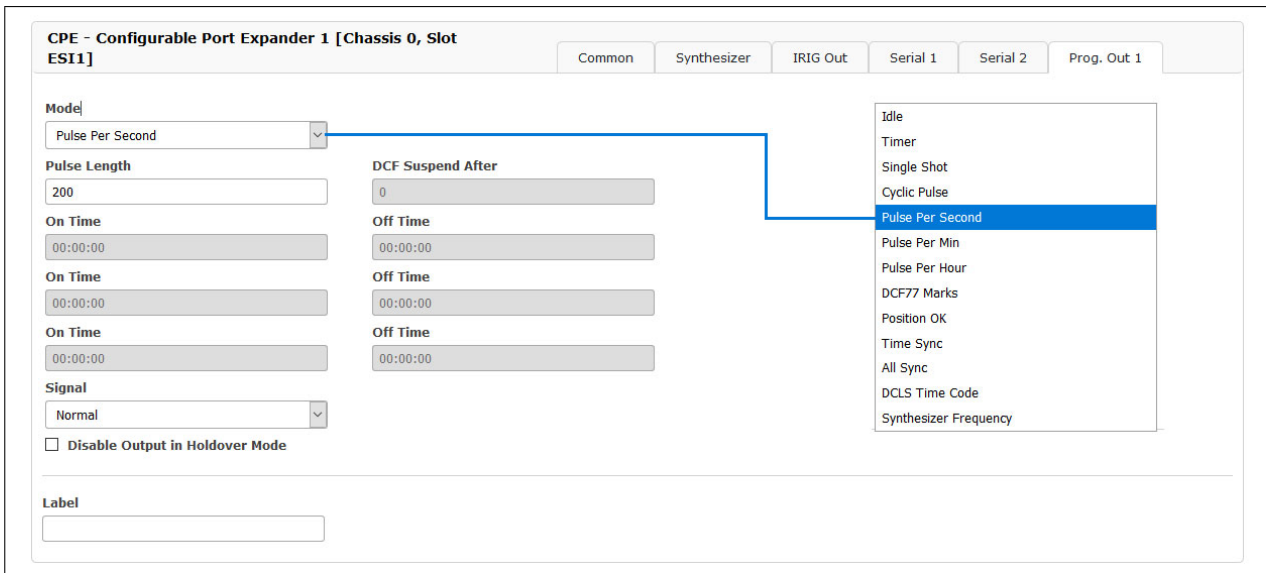 CPE - Configurable Port Expander 1 [Chassis 0, Slot
ESI1]
Common Synthesizer IRIG Out Serial 1 Serial 2 Prog. Out 1
Mode
Pulse Per Second
Pulse Length DCF Suspend After
200 0
On Time Off Time
00:00:00 00:00:00
On Time Off Time
00:00:00 00:00:00
On Time Off Time
00:00:00 00:00:00
Signal
Normal
Disable Output in Holdover Mode
Label
Idle
Timer
Single Shot
Cyclic Pulse
Pulse Per Second
Pulse Per Min
Pulse Per Hour
DCF77 Marks
Position OK
Time Sync
All Sync
DCLS Time Code
Synthesizer Frequency